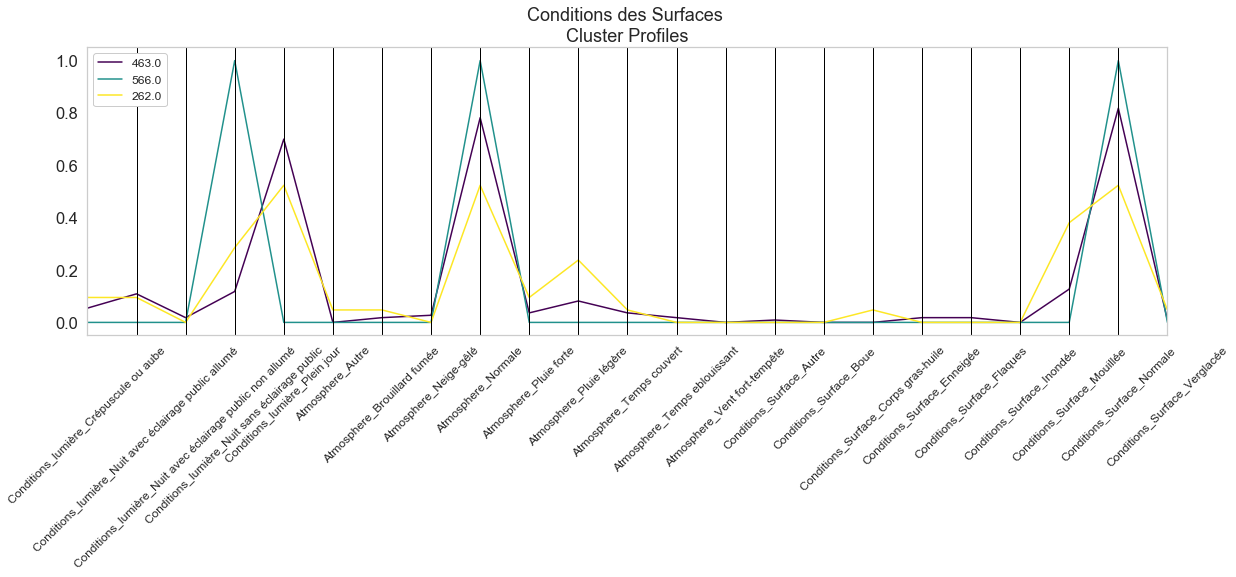 Conditions des Surfaces
Cluster Profiles
1.0
0.8
0.6
0.4
0.2
0.0
463.0
566.0
262.0
Conditions_lumière_Crépuscule ou aube
Conditions_lumière_Nuit avec éclairage public allumé
Conditions_lumière_Nuit avec éclairage public non allumé
Conditions_lumière_Nuit sans éclairage public
Conditions_lumière_Plein jour
Atmosphere_Autre
Atmosphere_Brouillard fumée
Atmosphere_Neige-gêlé
Atmosphere_Normale
Atmosphere_Pluie forte
Atmosphere_Pluie légère
Atmosphere_Temps couvert
Atmosphere_Temps eblouissant
Atmosphere_Vent fort-tempête
Conditions_Surface_Autre
Conditions_Surface_Boue
Conditions_Surface_Corps gras-huile
Conditions_Surface_Enneigée
Conditions_Surface_Flaques
Conditions_Surface_Inondée
Conditions_Surface_Mouillée
Conditions_Surface_Normale
Conditions_Surface_Verglacée